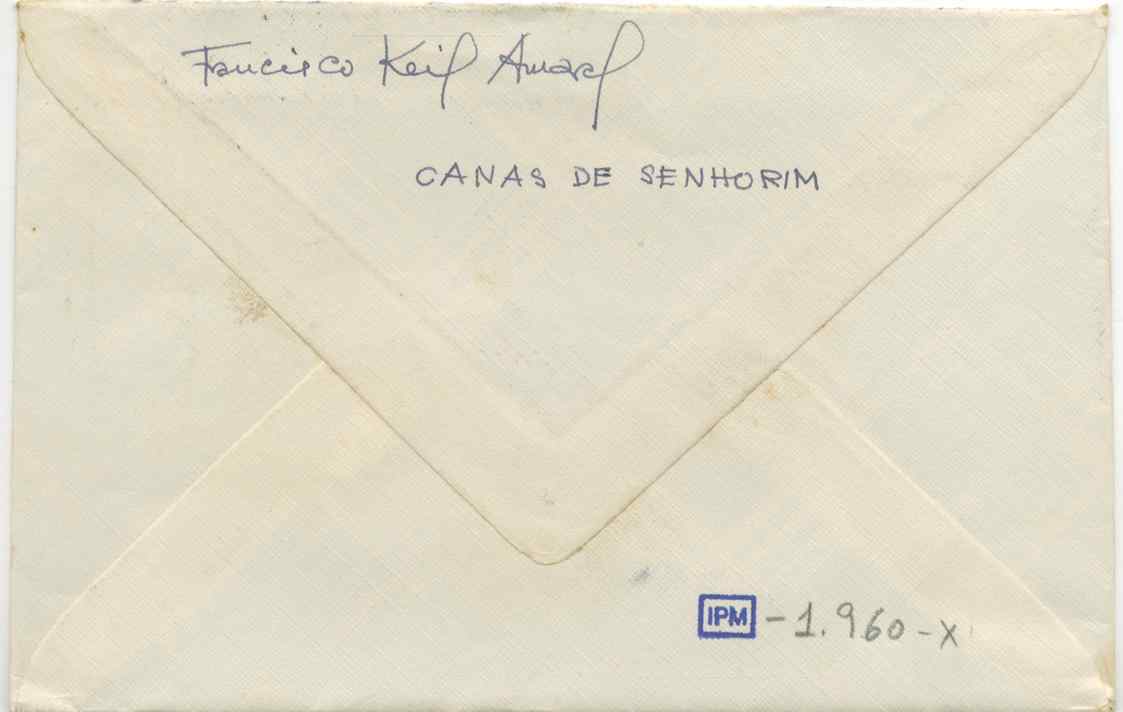 Francisco Keil Amaral
CANAS DE SENHORIM
IPM - 1.960 - X